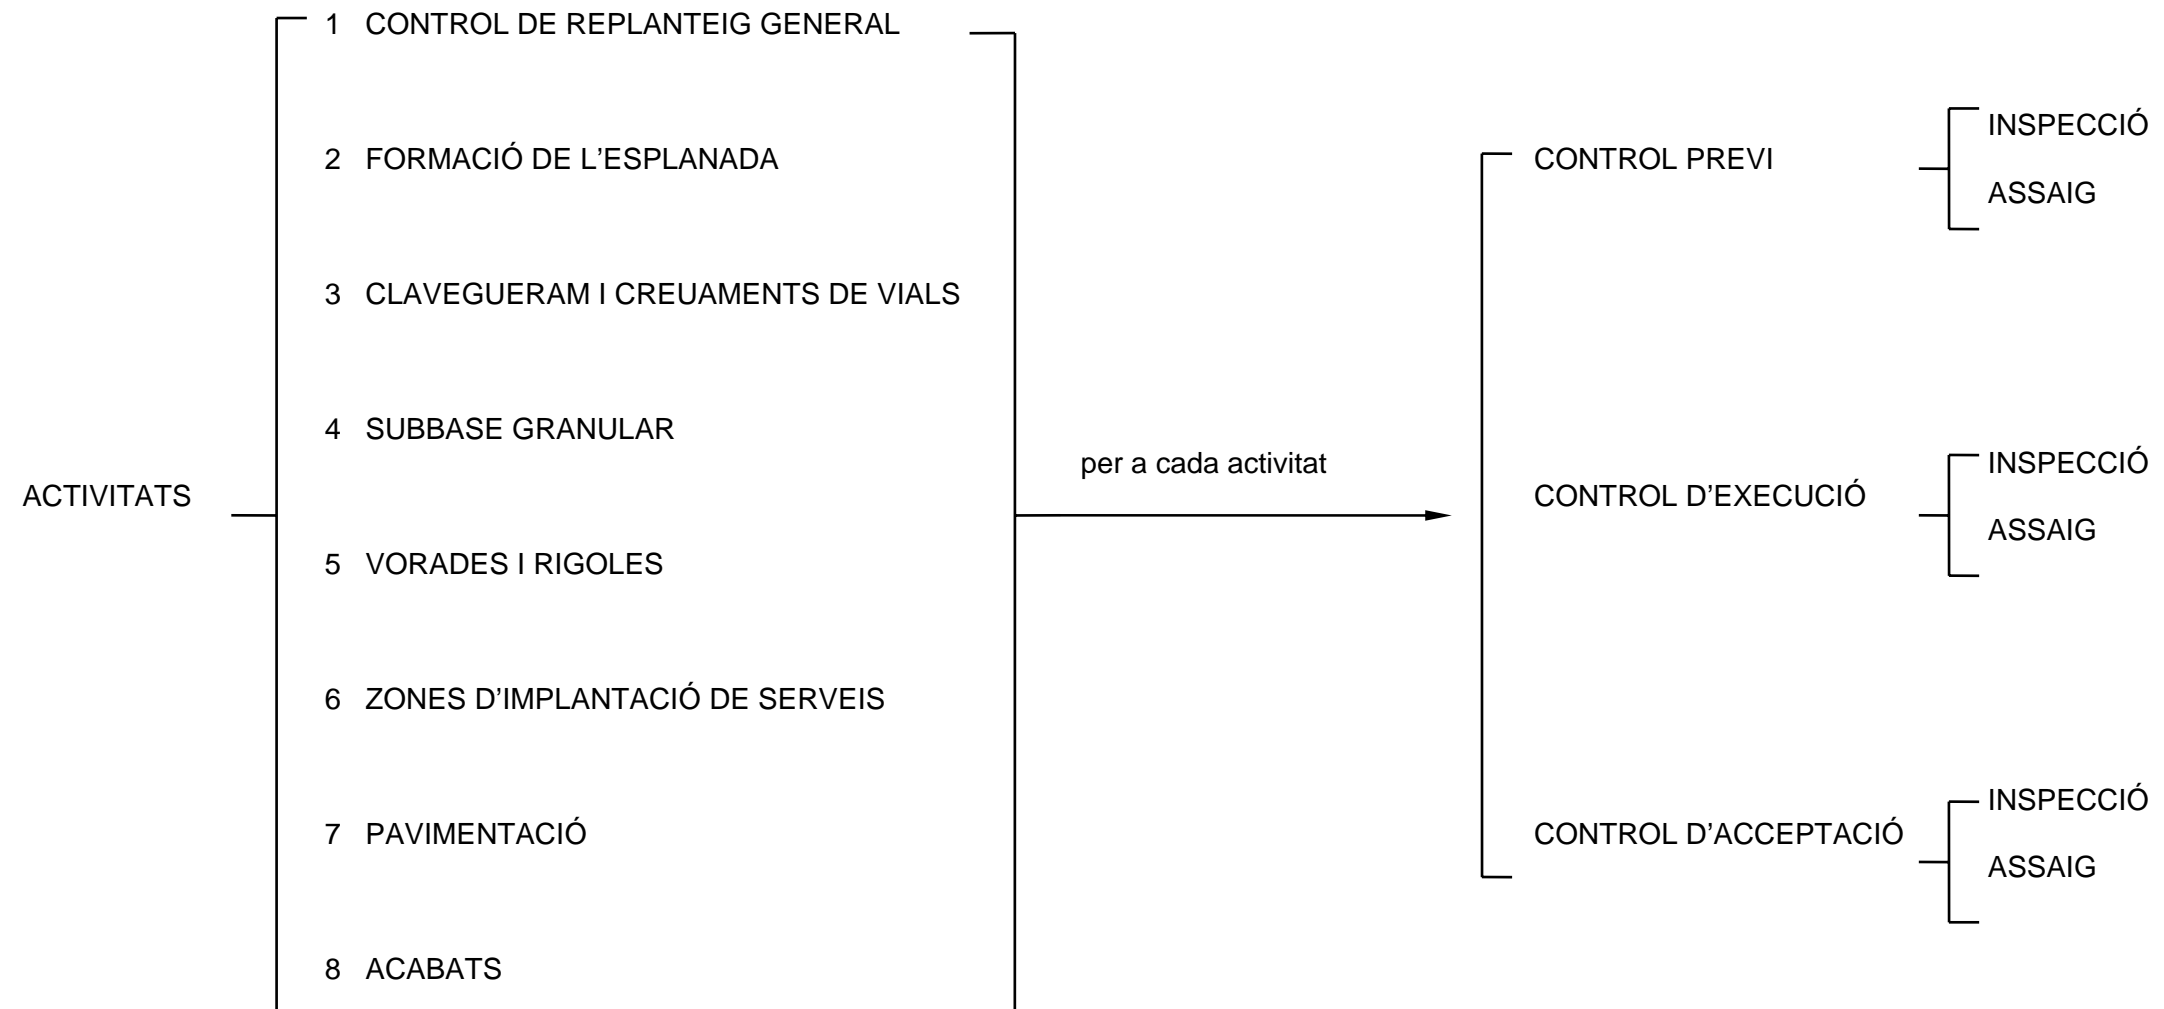 ACTIVITATS
1 CONTROL DE REPLANTEIG GENERAL
2 FORMACIÓ DE L'ESPLANADA
3 CLAVEGUERAM I CREUAMENTS DE VIALS
4 SUBBASE GRANULAR
5 VORADES I RIGOLES
6 ZONES D'IMPLANTACIÓ DE SERVEIS
7 PAVIMENTACIÓ
8 ACABATS
per a cada activitat
CONTROL PREVI
INSPECCIÓ
ASSAIG
CONTROL D'EXECUCIÓ
INSPECCIÓ
ASSAIG
CONTROL D'ACCEPTACIÓ
INSPECCIÓ
ASSAIG